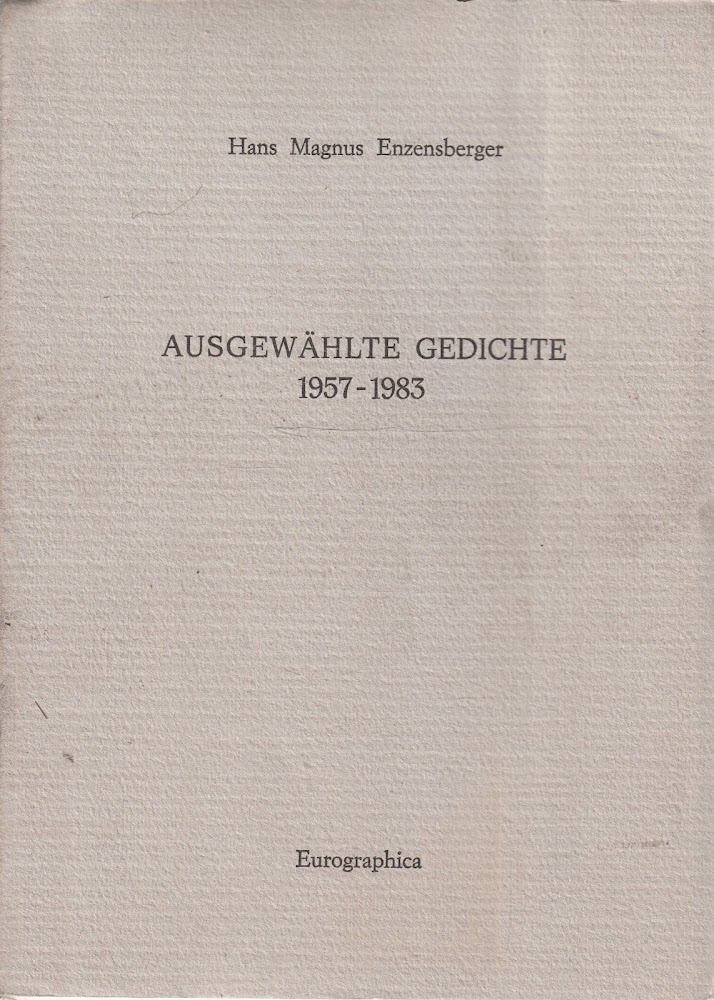 Hans Magnus Enzensberger
AUSGEWÄHLTE GEDICHTE
1957-1983
Eurographica